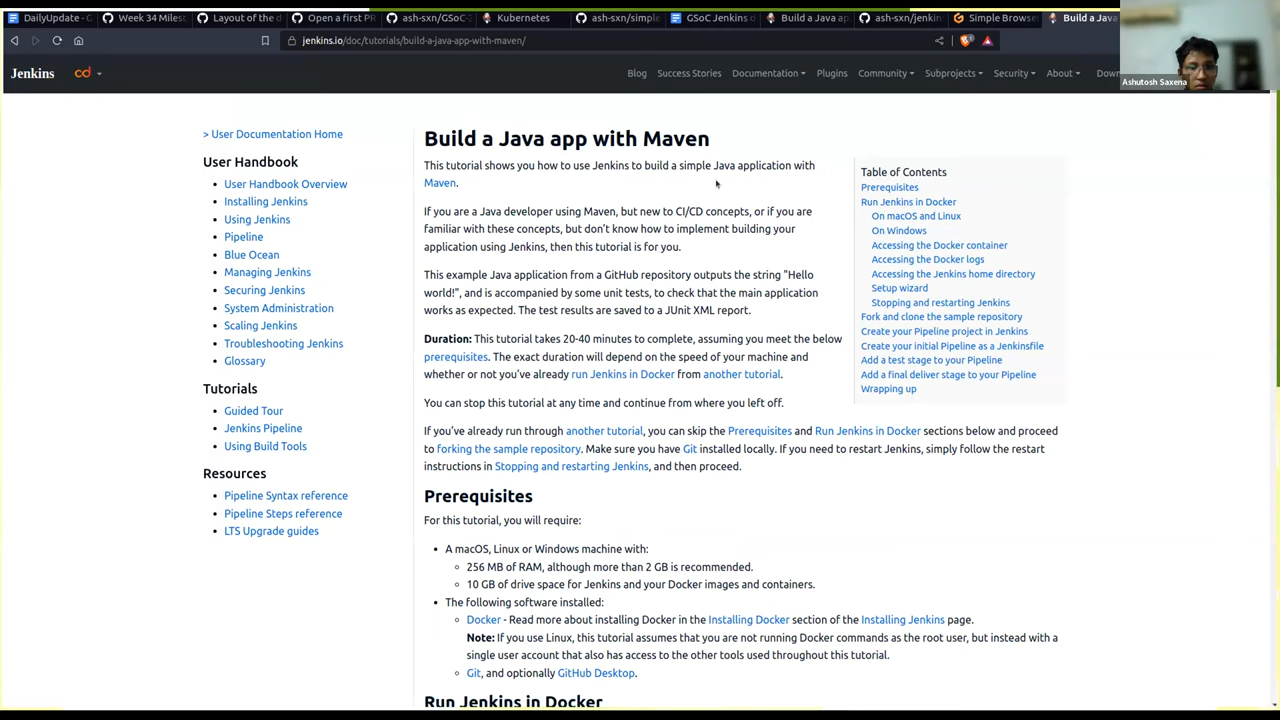 DailyUpdate -
Week 34 Milest
Layout of the d
Open a first PR
ash-sxn/GSoC-
Kubernetes
ash-sxn/simple
GSoC Jenkins d
Build a Java ap
ash-sxn/jenkin
Simple Browse
Build a Java
jenkins.io/doc/tutorials/build-a-java-app-with-maven/
Ashutosh Saxena
Jenkins
cd
Blog
Success Stories
Documentation
Plugins
Community
Subprojects
Security
About
Down
> User Documentation Home
User Handbook
User Handbook Overview
Installing Jenkins
Using Jenkins
Pipeline
Blue Ocean
Managing Jenkins
Securing Jenkins
System Administration
Scaling Jenkins
Troubleshooting Jenkins
Glossary
Tutorials
Guided Tour
Jenkins Pipeline
Using Build Tools
Resources
Pipeline Syntax reference
Pipeline Steps reference
LTS Upgrade guides
Build a Java app with Maven
This tutorial shows you how to use Jenkins to build a simple Java application with
Maven.
If you are a Java developer using Maven, but new to CI/CD concepts, or if you are
familiar with these concepts, but don't know how to implement building your
application using Jenkins, then this tutorial is for you.
This example Java application from a GitHub repository outputs the string "Hello
world!", and is accompanied by some unit tests, to check that the main application
works as expected. The test results are saved to a JUnit XML report.
Duration: This tutorial takes 20-40 minutes to complete, assuming you meet the below
prerequisites. The exact duration will depend on the speed of your machine and
whether or not you've already run Jenkins in Docker from another tutorial.
You can stop this tutorial at any time and continue from where you left off.
If you've already run through another tutorial, you can skip the Prerequisites and Run Jenkins in Docker sections below and proceed
to forking the sample repository. Make sure you have Git installed locally. If you need to restart Jenkins, simply follow the restart
instructions in Stopping and restarting Jenkins, and then proceed.
Prerequisites
For this tutorial, you will require:
A macOS, Linux or Windows machine with:
256 MB of RAM, although more than 2 GB is recommended.
10 GB of drive space for Jenkins and your Docker images and containers.
The following software installed:
Docker - Read more about installing Docker in the Installing Docker section of the Installing Jenkins page.
Note: If you use Linux, this tutorial assumes that you are not running Docker commands as the root user, but instead with a
single user account that also has access to the other tools used throughout this tutorial.
Git, and optionally GitHub Desktop.
Run Jenkins in Docker
Table of Contents
Prerequisites
Run Jenkins in Docker
On macOS and Linux
On Windows
Accessing the Docker container
Accessing the Docker logs
Accessing the Jenkins home directory
Setup wizard
Stopping and restarting Jenkins
Fork and clone the sample repository
Create your Pipeline project in Jenkins
Create your initial Pipeline as a Jenkinsfile
Add a test stage to your Pipeline
Add a final deliver stage to your Pipeline
Wrapping up